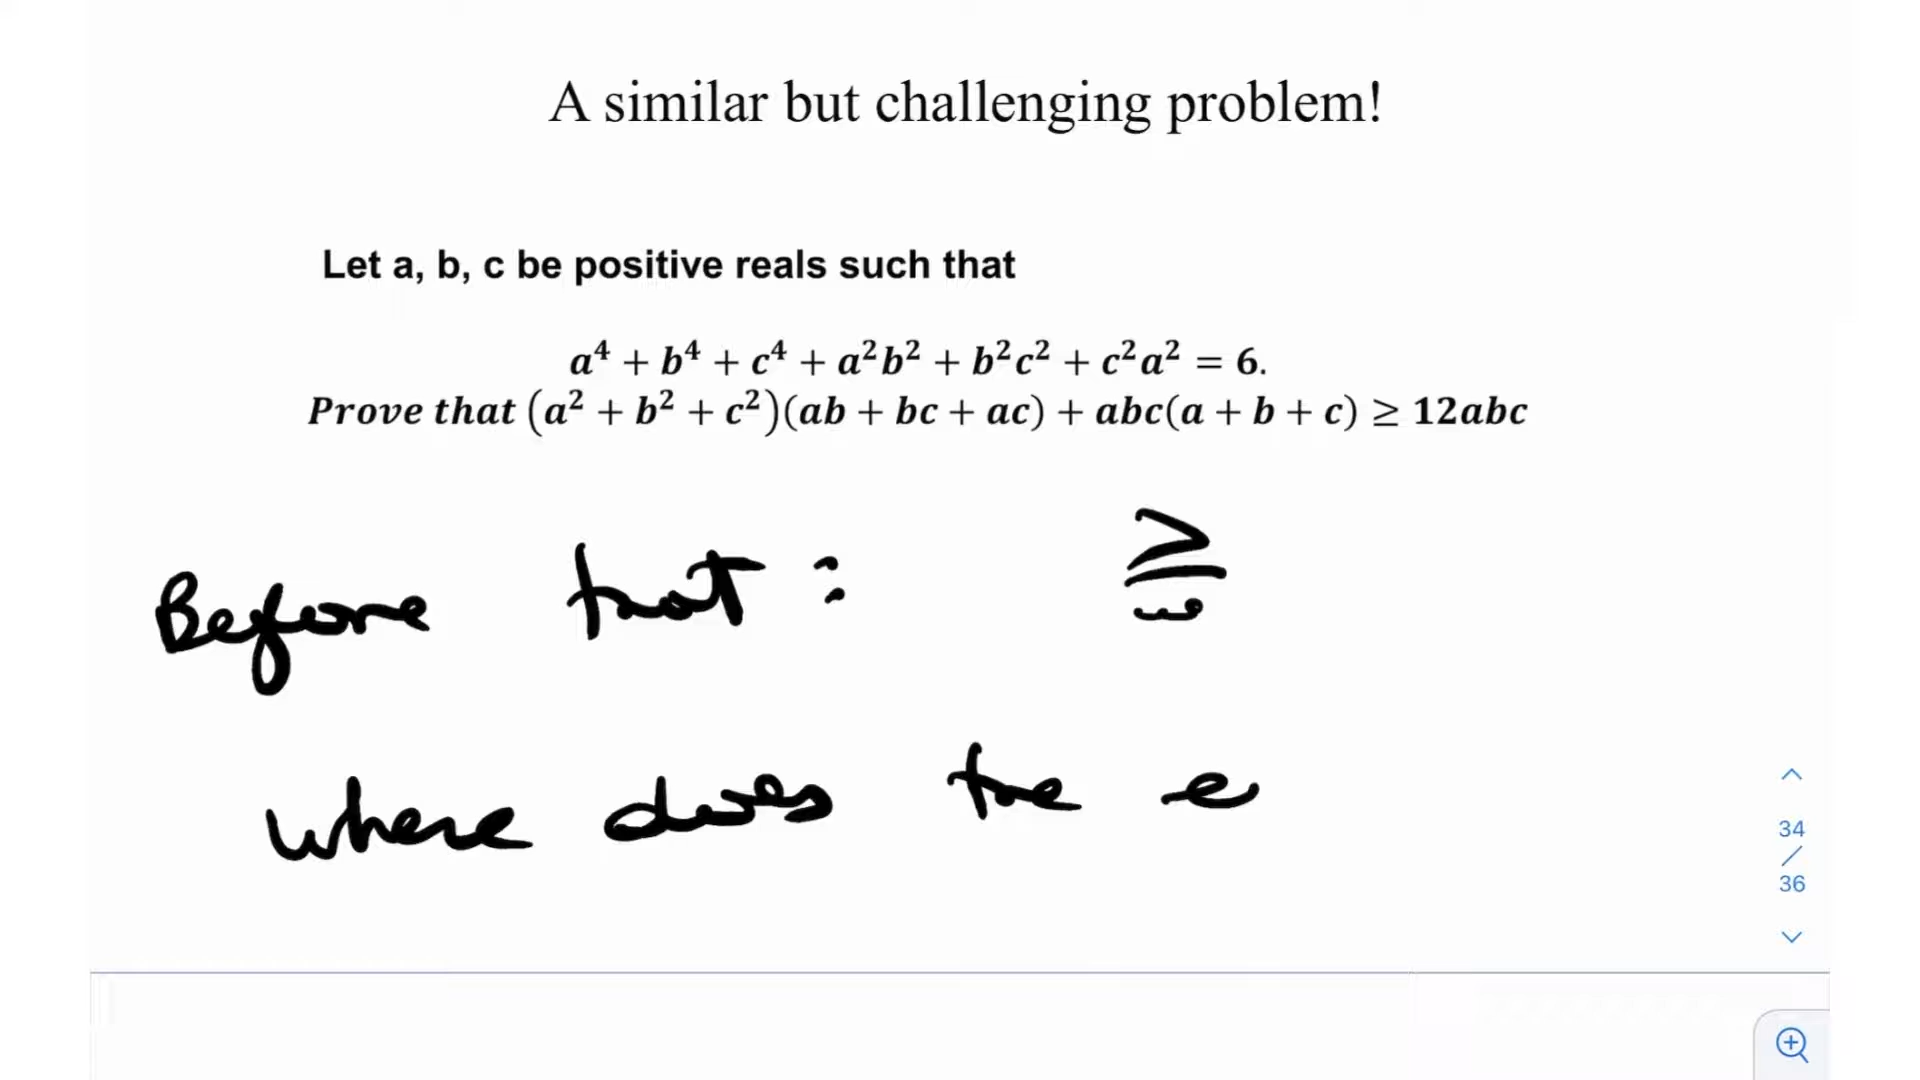 A similar but challenging problem!
Let a, b, c be positive reals such that
a⁴ + b⁴ + c⁴ + a²b² + b²c² + c²a² = 6.
Prove that (a² + b² + c²)(ab + bc + ac) + abc(a + b + c) ≥ 12abc
Before that : ≥
where does the e
34
/
36